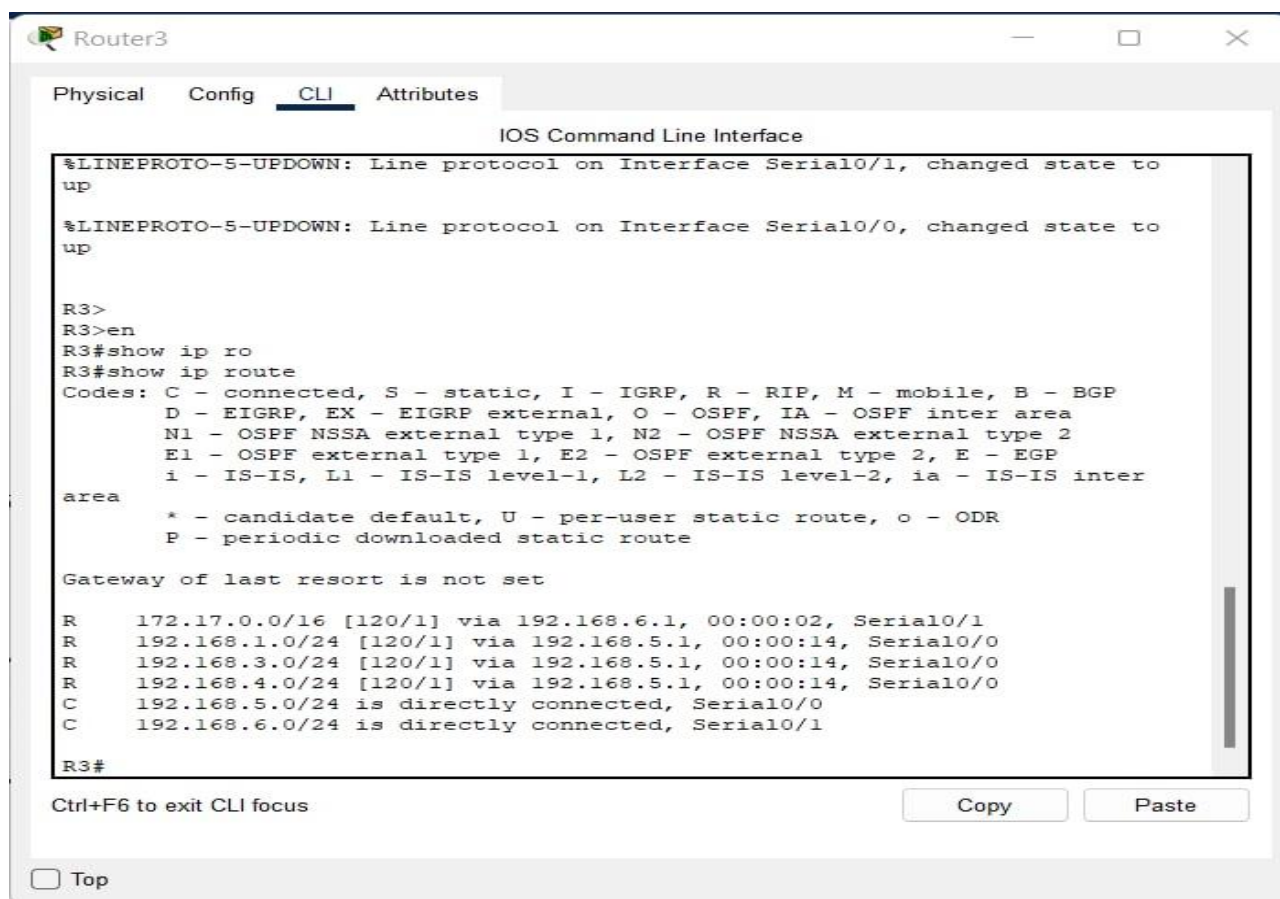 Router3
Physical Config CLI Attributes
IOS Command Line Interface
%LINEPROTO-5-UPDOWN: Line protocol on Interface Serial0/1, changed state to
up
%LINEPROTO-5-UPDOWN: Line protocol on Interface Serial0/0, changed state to
up
R3>
R3>en
R3#show ip ro
R3#show ip route
Codes: C - connected, S - static, I - IGRP, R - RIP, M - mobile, B - BGP
D - EIGRP, EX - EIGRP external, O - OSPF, IA - OSPF inter area
N1 - OSPF NSSA external type 1, N2 - OSPF NSSA external type 2
E1 - OSPF external type 1, E2 - OSPF external type 2, E - EGP
i - IS-IS, L1 - IS-IS level-1, L2 - IS-IS level-2, ia - IS-IS inter
area
* - candidate default, U - per-user static route, o - ODR
P - periodic downloaded static route
Gateway of last resort is not set
R 172.17.0.0/16 [120/1] via 192.168.6.1, 00:00:02, Serial0/1
R 192.168.1.0/24 [120/1] via 192.168.5.1, 00:00:14, Serial0/0
R 192.168.3.0/24 [120/1] via 192.168.5.1, 00:00:14, Serial0/0
R 192.168.4.0/24 [120/1] via 192.168.5.1, 00:00:14, Serial0/0
C 192.168.5.0/24 is directly connected, Serial0/0
C 192.168.6.0/24 is directly connected, Serial0/1
R3#
Ctrl+F6 to exit CLI focus
Copy Paste
Top